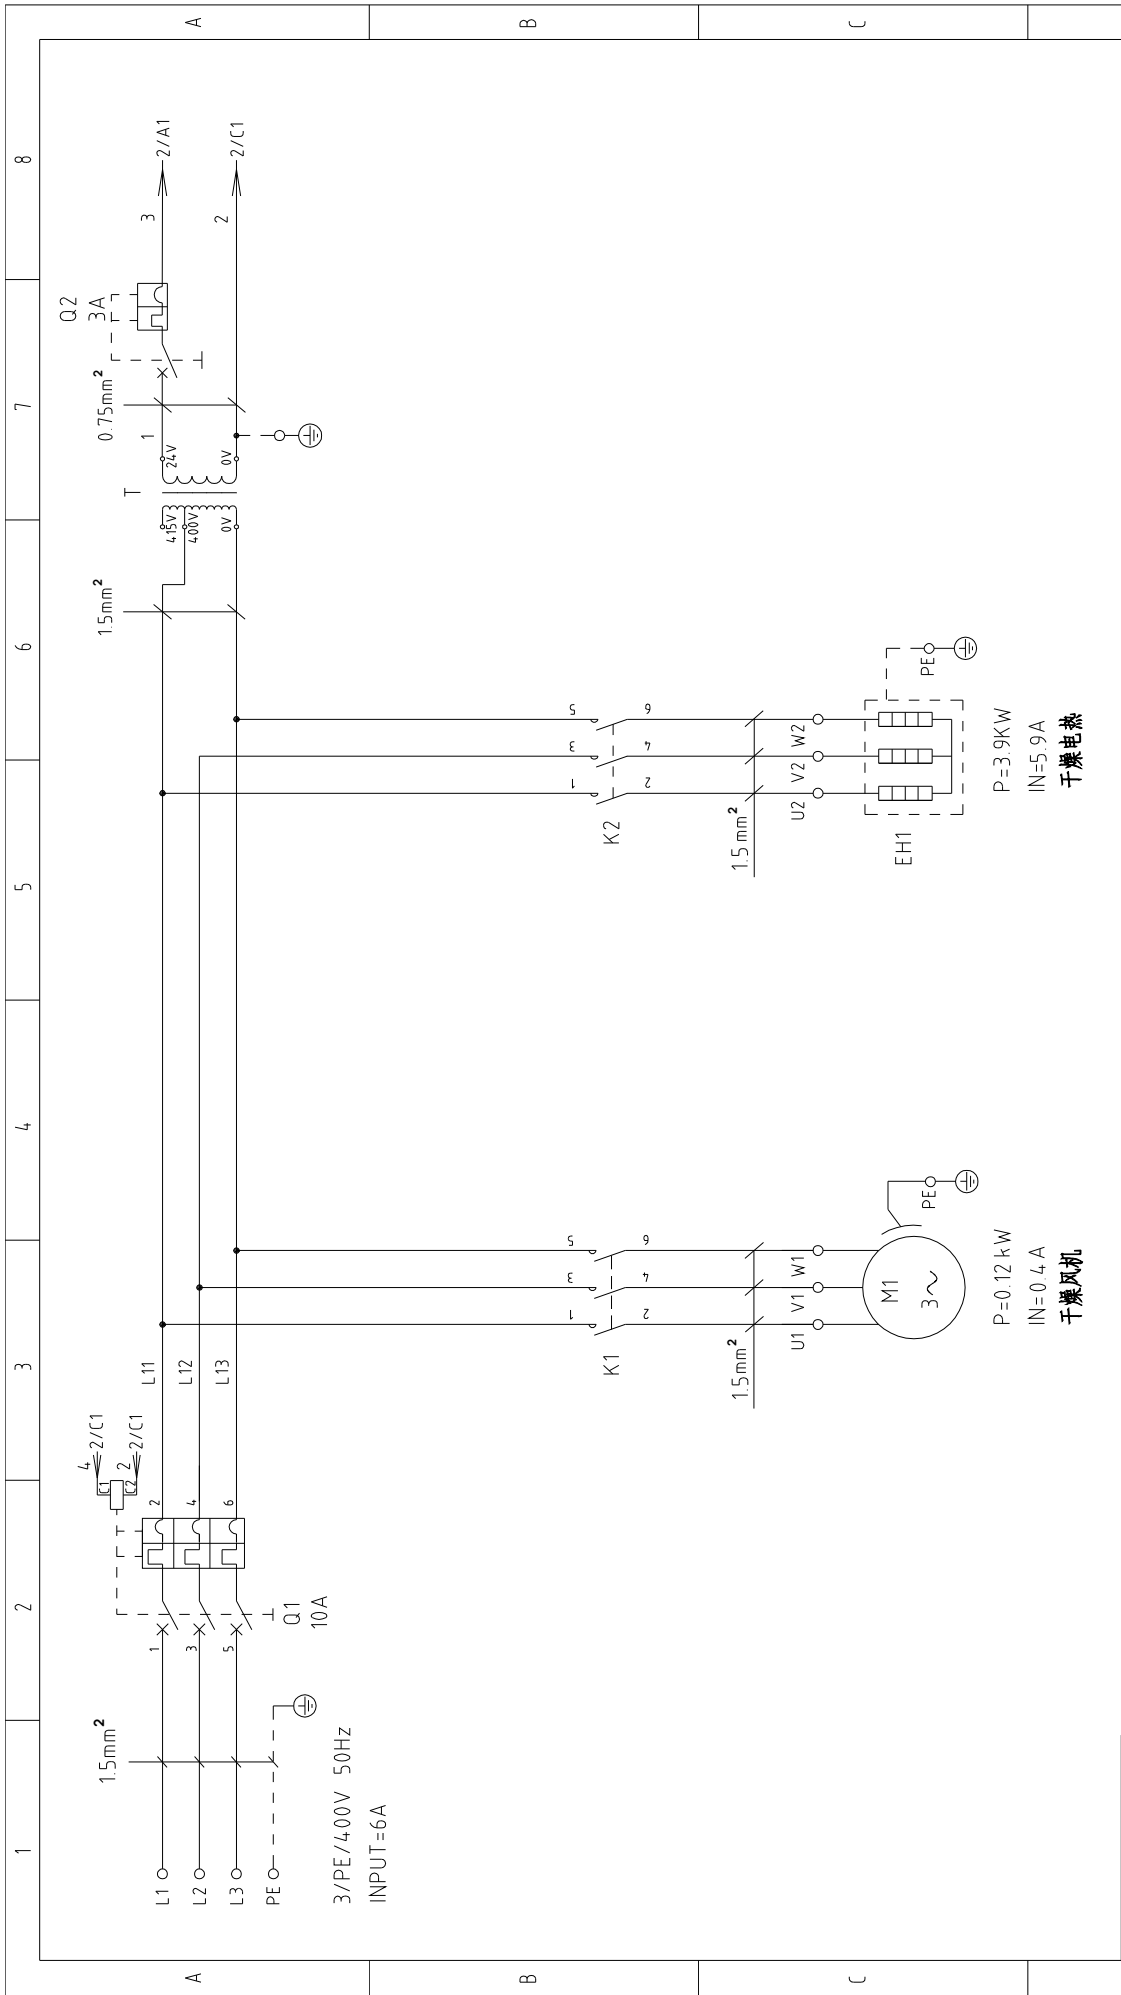 1
2
3
4
5
6
7
8
A
A
B
B
C
C
L1
L2
L3
PE
1.5mm²
3/PE/400V 50Hz
INPUT=6A
1
3
5
2
4
6
Q1
10A
C1
C2
4
2/C1
2
2/C1
L11
L12
L13
1.5mm²
T
415V
400V
0V
24V
0V
1
0.75mm²
Q2
3A
3
2/A1
2
2/C1
K1
1
3
5
2
4
6
1.5mm²
U1
V1
W1
M1
3~
PE
P=0.12kW
IN=0.4A
干燥风机
K2
1
3
5
2
4
6
1.5mm²
U2
V2
W2
EH1
PE
P=3.9KW
IN=5.9A
干燥电热